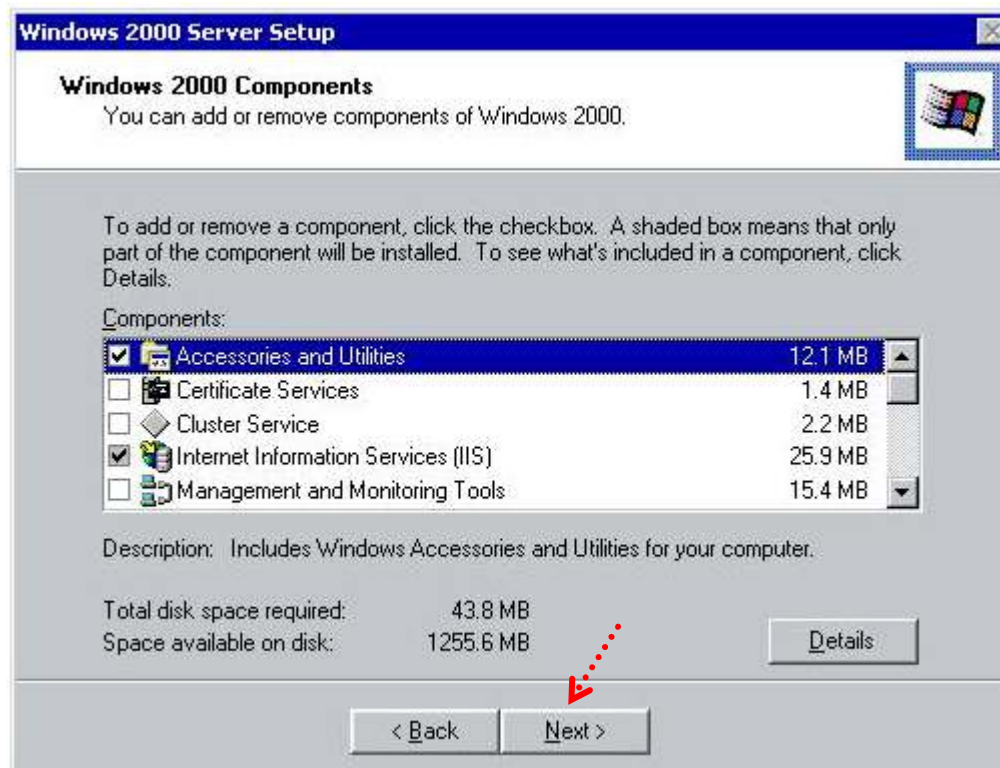 Windows 2000 Server Setup
Windows 2000 Components
You can add or remove components of Windows 2000.
To add or remove a component, click the checkbox. A shaded box means that only
part of the component will be installed. To see what's included in a component, click
Details.
Components:
Accessories and Utilities 12.1 MB
Certificate Services 1.4 MB
Cluster Service 2.2 MB
Internet Information Services (IIS) 25.9 MB
Management and Monitoring Tools 15.4 MB
Description: Includes Windows Accessories and Utilities for your computer.
Total disk space required: 43.8 MB
Space available on disk: 1255.6 MB
Details
< Back Next >